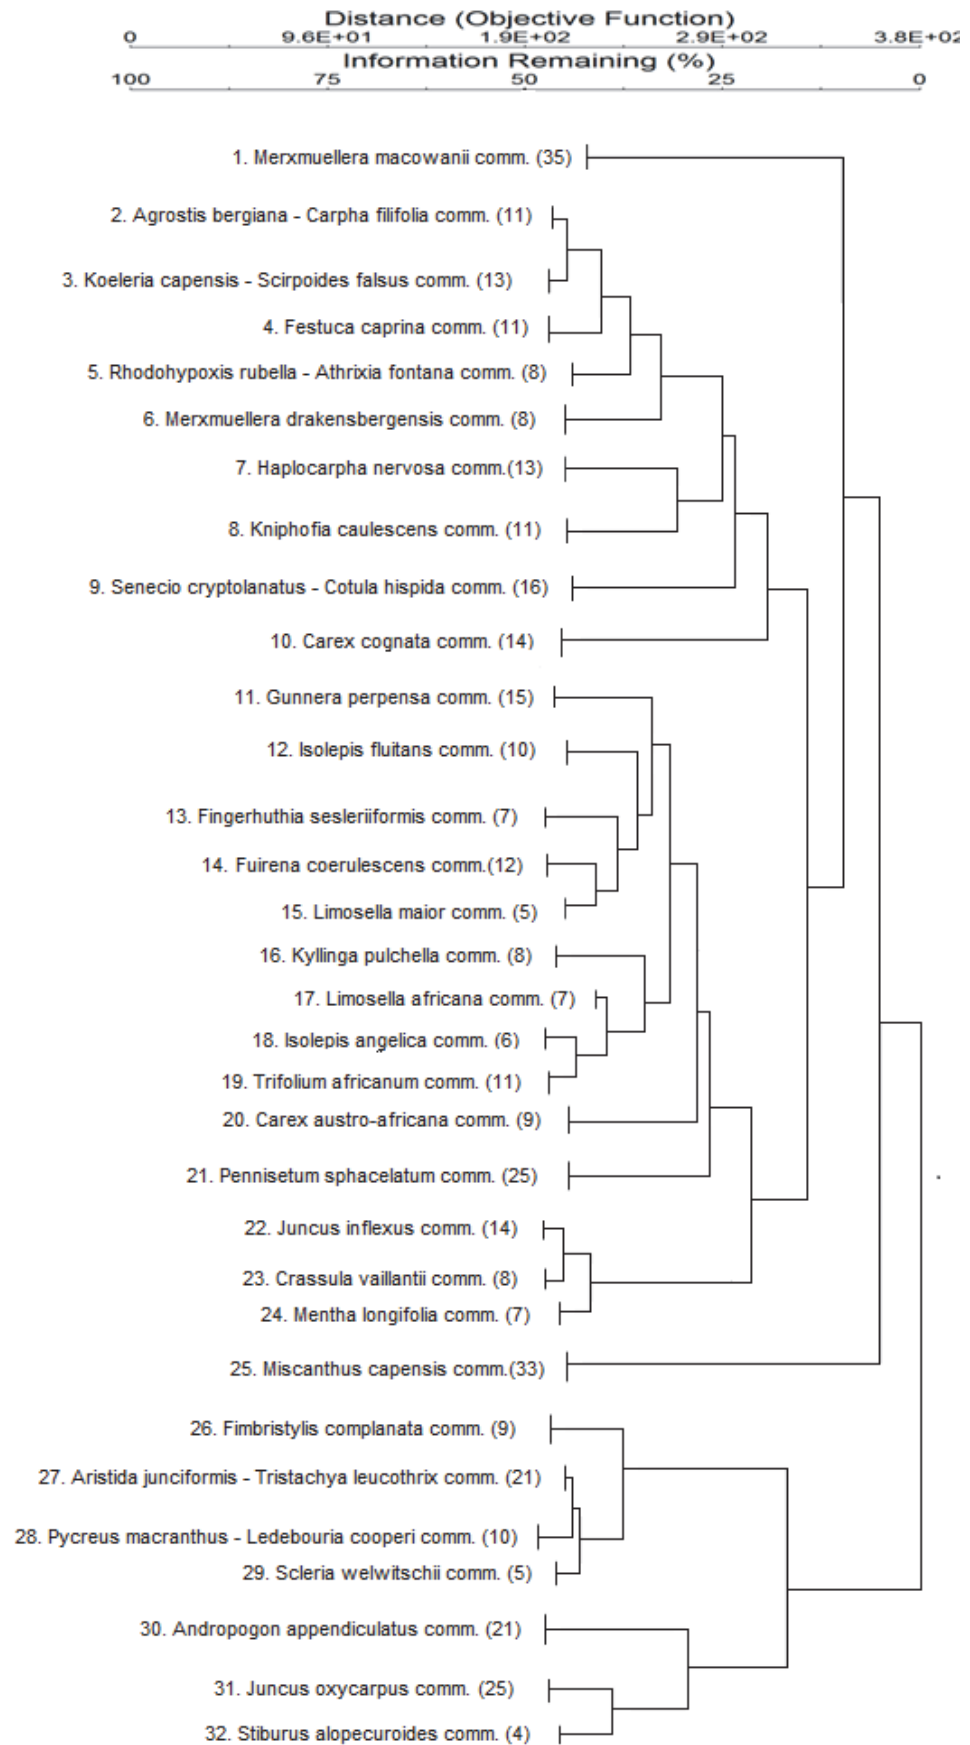 Distance (Objective Function)
0 9.6E+01 1.9E+02 2.9E+02 3.8E+02
Information Remaining (%)
100 75 50 25 0
1. Merxmuellera macowanii comm. (35)
2. Agrostis bergiana - Carpha filifolia comm. (11)
3. Koeleria capensis - Scirpoides falsus comm. (13)
4. Festuca caprina comm. (11)
5. Rhodohypoxis rubella - Athrixia fontana comm. (8)
6. Merxmuellera drakensbergensis comm. (8)
7. Haplocarpha nervosa comm.(13)
8. Kniphofia caulescens comm. (11)
9. Senecio cryptolanatus - Cotula hispida comm. (16)
10. Carex cognata comm. (14)
11. Gunnera perpensa comm. (15)
12. Isolepis fluitans comm. (10)
13. Fingerhuthia sesleriiformis comm. (7)
14. Fuirena coerulescens comm.(12)
15. Limosella maior comm. (5)
16. Kyllinga pulchella comm. (8)
17. Limosella africana comm. (7)
18. Isolepis angelica comm. (6)
19. Trifolium africanum comm. (11)
20. Carex austro-africana comm. (9)
21. Pennisetum sphacelatum comm. (25)
22. Juncus inflexus comm. (14)
23. Crassula vaillantii comm. (8)
24. Mentha longifolia comm. (7)
25. Miscanthus capensis comm.(33)
26. Fimbristylis complanata comm. (9)
27. Aristida junciformis - Tristachya leucothrix comm. (21)
28. Pycreus macranthus - Ledebouria cooperi comm. (10)
29. Scleria welwitschii comm. (5)
30. Andropogon appendiculatus comm. (21)
31. Juncus oxycarpus comm. (25)
32. Stiburus alopecuroides comm. (4)